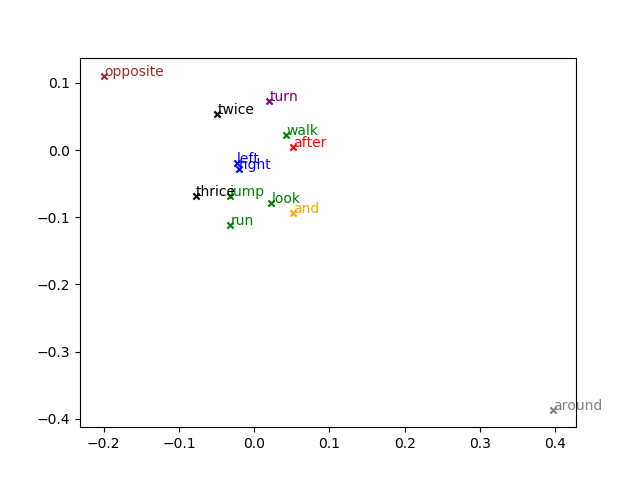 0.1
0.0
−0.1
−0.2
−0.3
−0.4
opposite
turn
twice
walk
after
left
right
thrice
jump
look
and
run
around
−0.2 −0.1 0.0 0.1 0.2 0.3 0.4